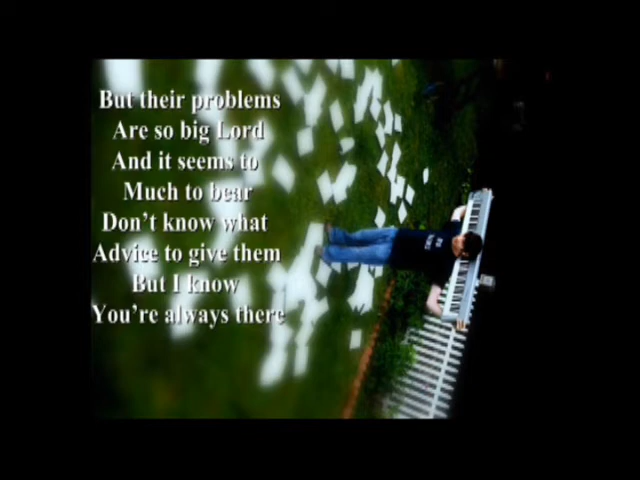 But their problems
Are so big Lord
And it seems to
Much to bear
Don't know what
Advice to give them
But I know
You're always there